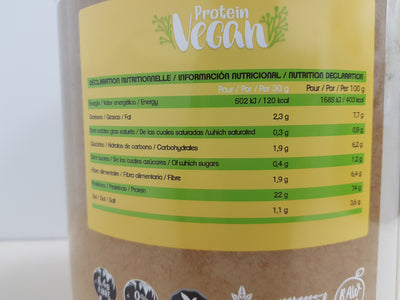 Protein
Vegan
DÉCLARATION NUTRITIONNELLE / INFORMACIÓN NUTRICIONAL / NUTRITION DECLARATION
Pour / Por / Per 30 g Pour / Por / Per 100 g
Énergie / Valor energético / Energy 502 kJ / 120 kcal 1686 kJ / 403 kcal
Graisses / Grasas / Fat 2,3 g 7,7 g
Dont acides gras saturés / De las cuales saturadas /which saturated 0,3 g 0,9 g
Glucides / Hidratos de carbono / Carbohydrates 1,9 g 6,2 g
Dont sucres / De los cuales azúcares / Of which sugars 0,4 g 1,2 g
Fibre alimentaire / Fibra alimentaria / Fibre 1,9 g 6,4 g
Protéines / Proteínas / Protein 22 g 74 g
Sel / Sal / Salt 1,1 g 3,6 g
RAW